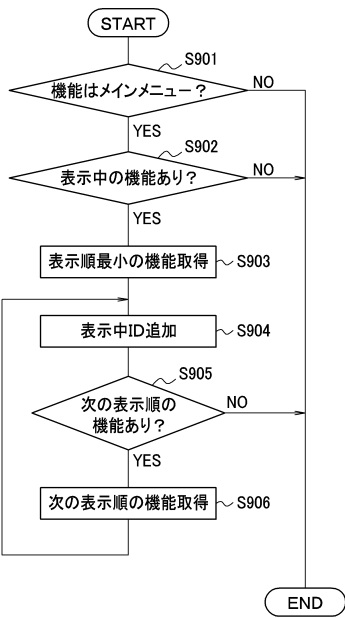 START
S901
機能はメインメニュー？
NO
YES
S902
表示中の機能あり？
NO
YES
表示順最小の機能取得
S903
表示中ID追加
S904
S905
次の表示順の
機能あり？
NO
YES
次の表示順の機能取得
S906
END